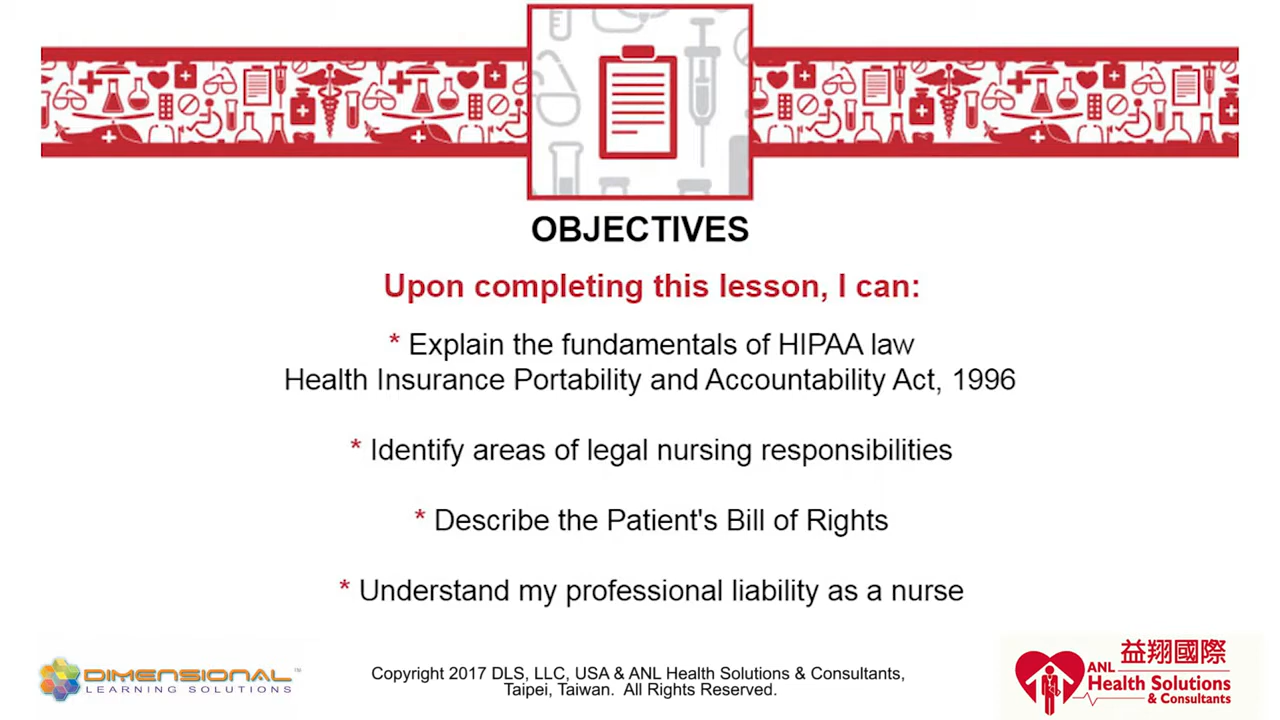 OBJECTIVES
Upon completing this lesson, I can:
* Explain the fundamentals of HIPAA law
Health Insurance Portability and Accountability Act, 1996
* Identify areas of legal nursing responsibilities
* Describe the Patient's Bill of Rights
* Understand my professional liability as a nurse
DIMENSIONAL™
LEARNING SOLUTIONS
Copyright 2017 DLS, LLC, USA & ANL Health Solutions & Consultants,
Taipei, Taiwan. All Rights Reserved.
益翔國際
ANL
Health Solutions
& Consultants